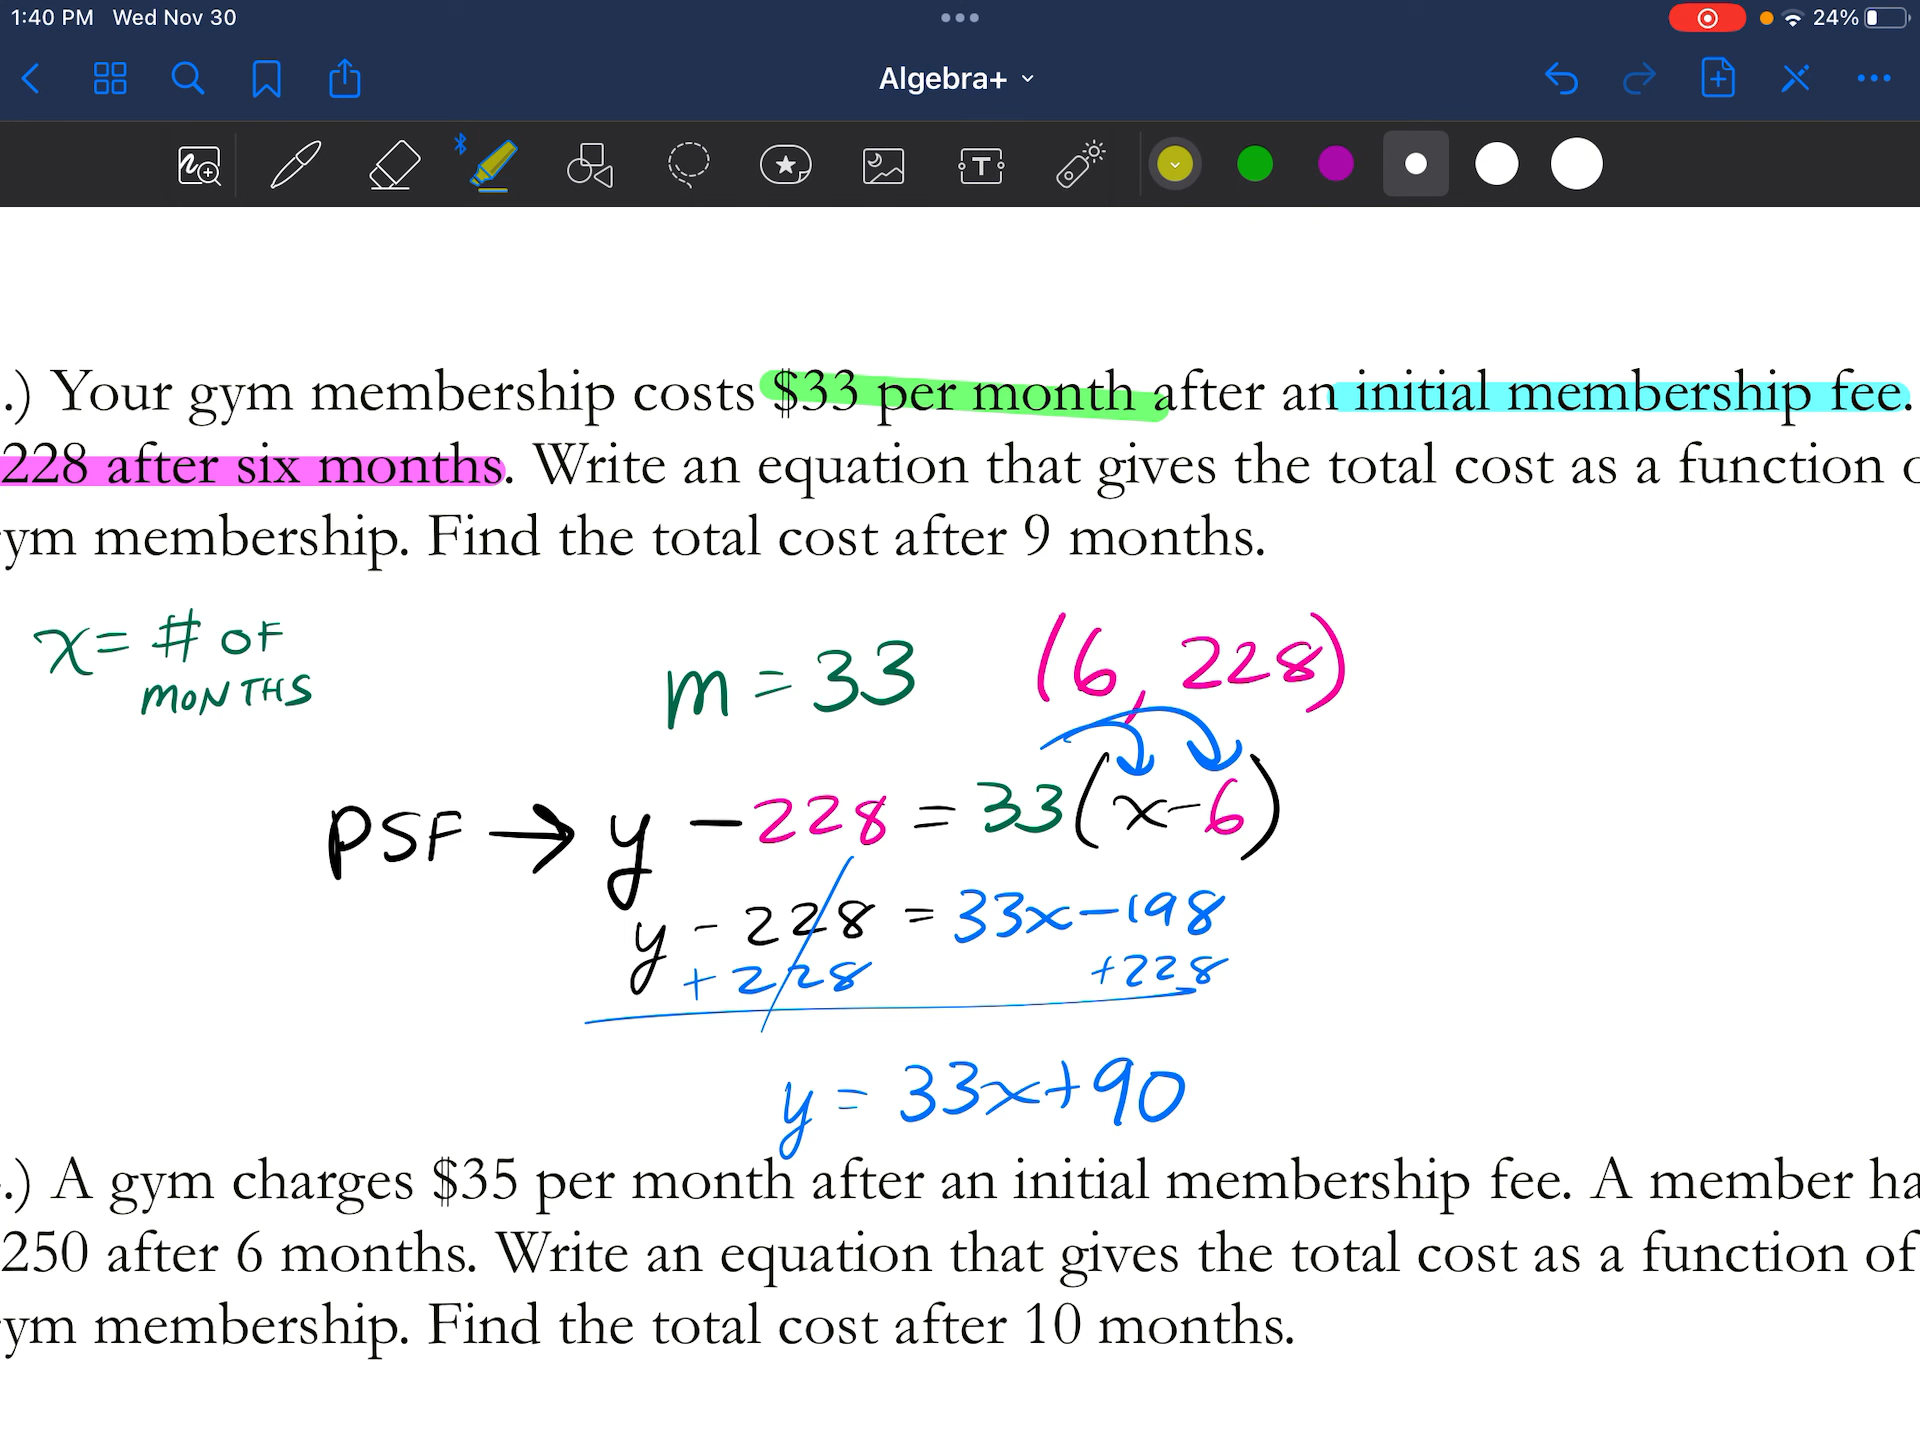 1:40 PM Wed Nov 30
24%
Algebra+
T
.) Your gym membership costs $33 per month after an initial membership fee.
228 after six months. Write an equation that gives the total cost as a function
ym membership. Find the total cost after 9 months.
x = # OF
MONTHS
m = 33
(6, 228)
PSF → y - 228 = 33(x-6)
y - 228 = 33x-198
+ 228 +228
y = 33x+90
.) A gym charges $35 per month after an initial membership fee. A member ha
250 after 6 months. Write an equation that gives the total cost as a function of
ym membership. Find the total cost after 10 months.